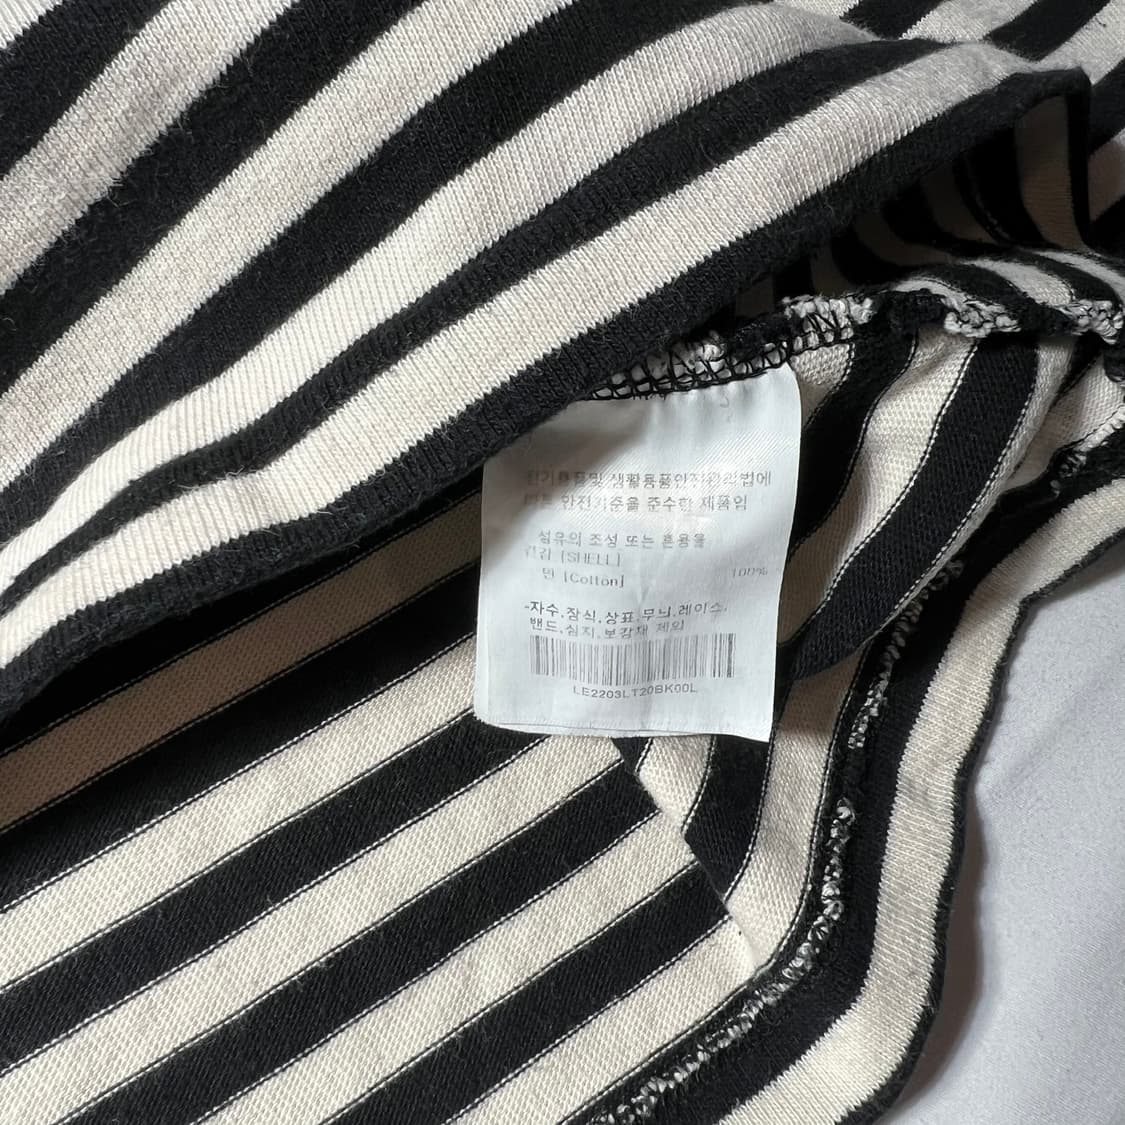 전기용품및 생활용품안전관리법에
따른 안전기준을 준수한 제품임
섬유의 조성 또는 혼용율
겉감 [SHELL]
면 [Cotton] 100%
-자수,장식,상표,무늬,레이스,
밴드,심지,보강재 제외
LE2203LT20BK00L